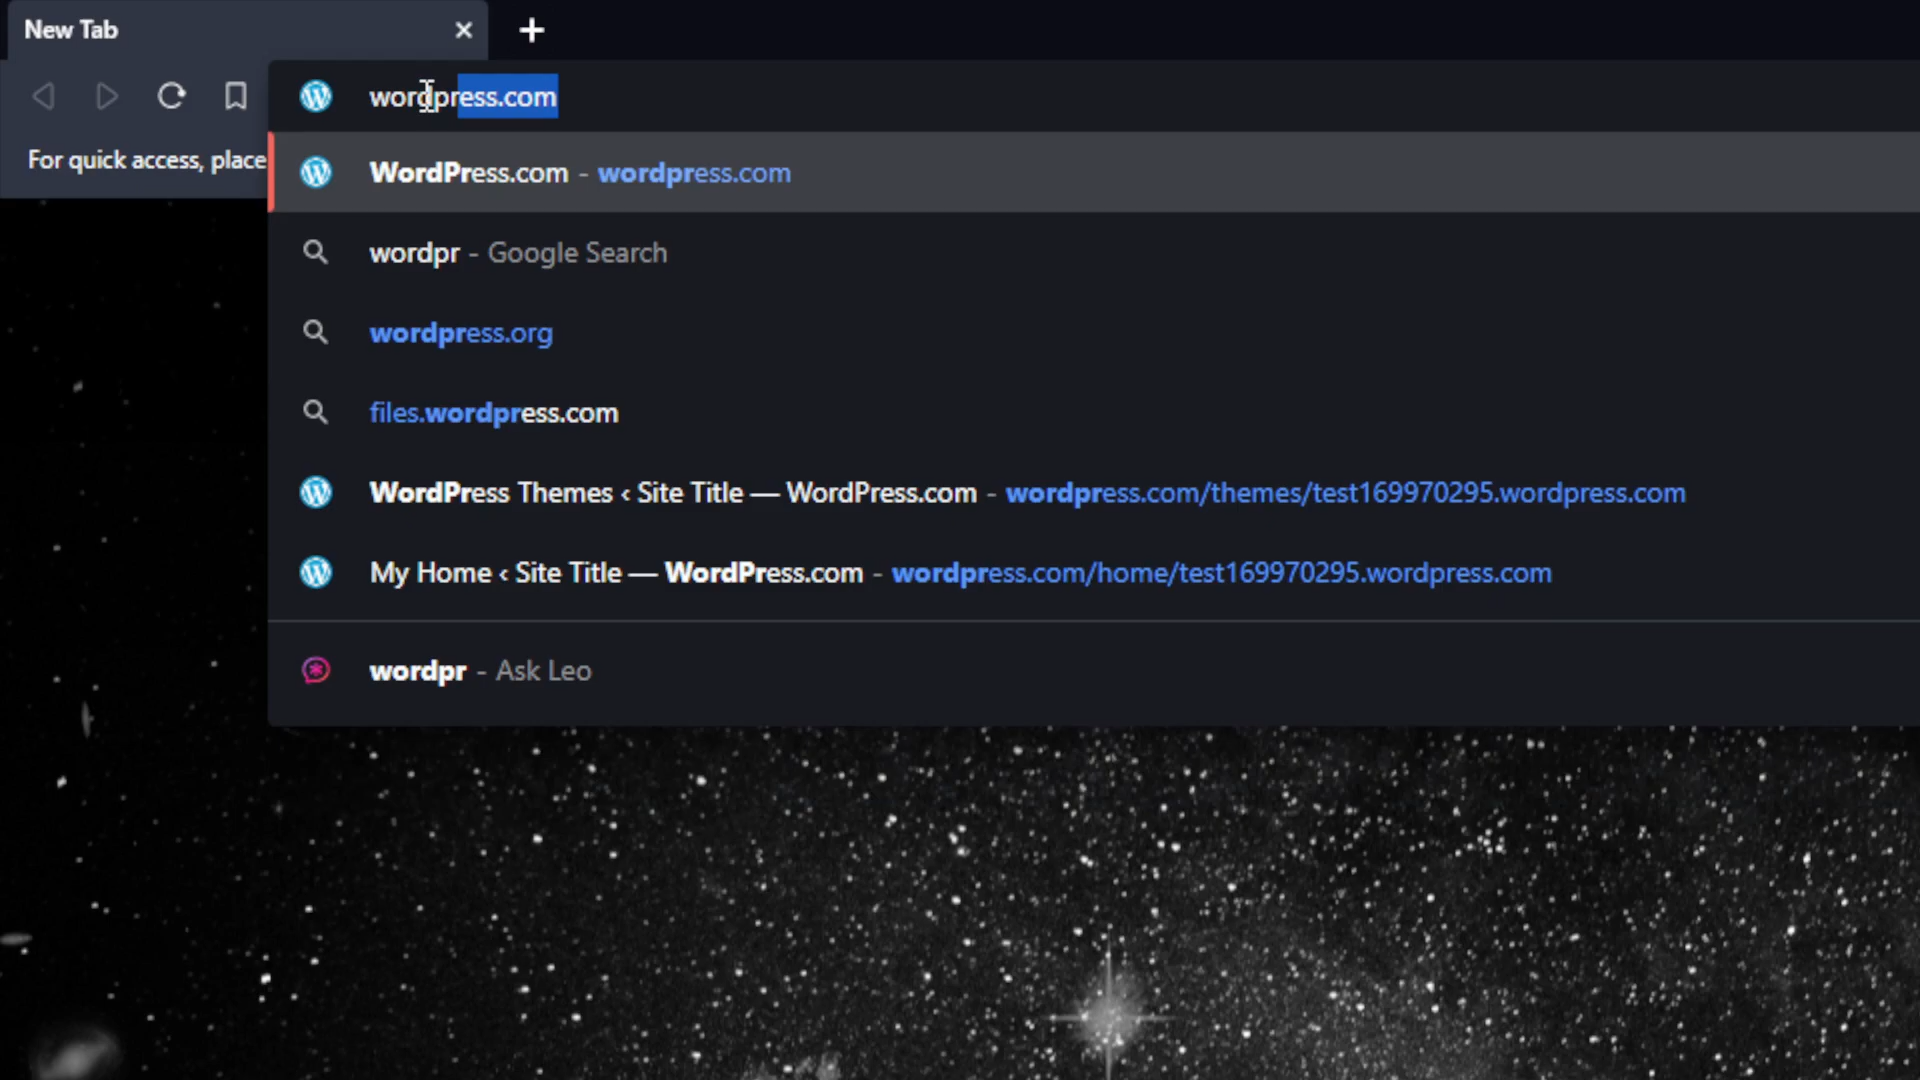 New Tab
wordpress.com
For quick access, place
WordPress.com - wordpress.com
wordpr - Google Search
wordpress.org
files.wordpress.com
WordPress Themes ‹ Site Title — WordPress.com - wordpress.com/themes/test169970295.wordpress.com
My Home ‹ Site Title — WordPress.com - wordpress.com/home/test169970295.wordpress.com
wordpr - Ask Leo